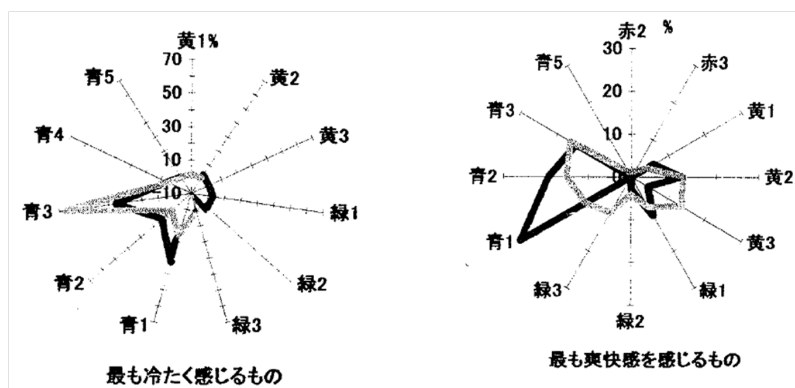 黄1%
70
50
30
10
-10
黄2
黄3
緑1
緑2
緑3
青1
青2
青3
青4
青5
最も冷たく感じるもの
赤2 %
30
20
10
0
赤3
黄1
黄2
黄3
緑1
緑2
緑3
青1
青2
青3
青5
最も爽快感を感じるもの